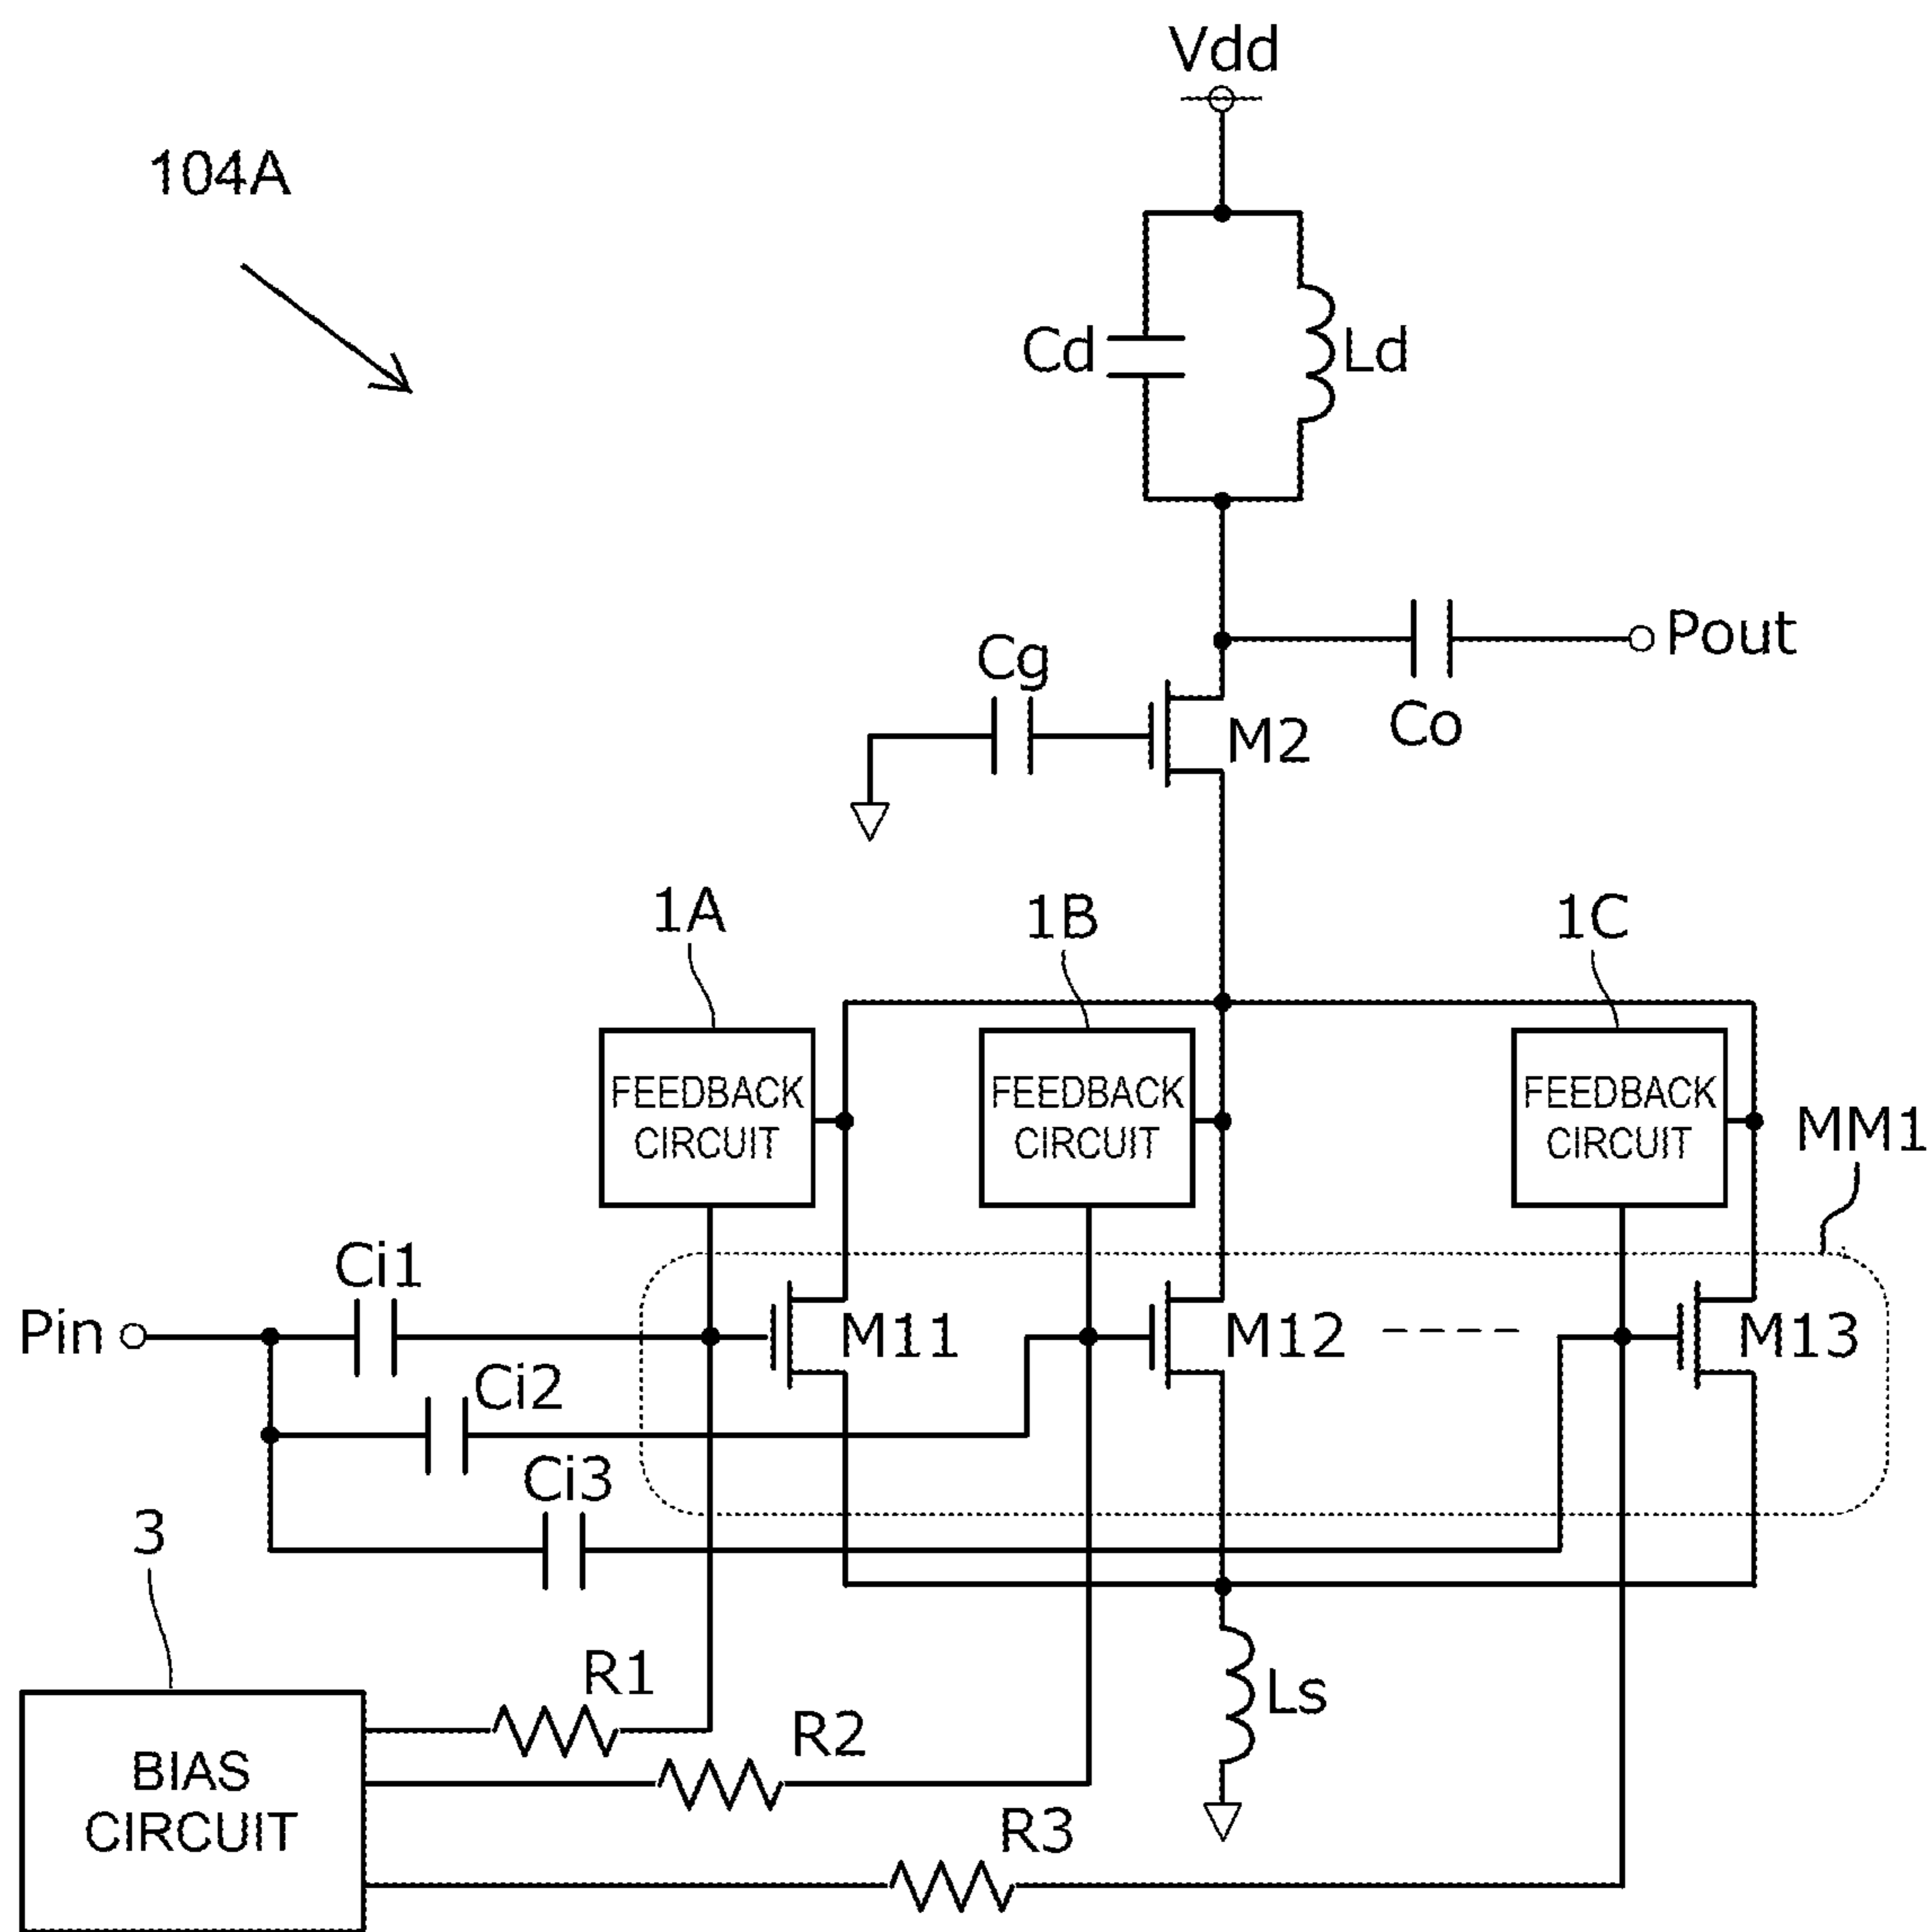 Vdd
104A
Cd
Ld
Pout
Cg
Co
M2
1A
1B
1C
FEEDBACK
CIRCUIT
FEEDBACK
CIRCUIT
FEEDBACK
CIRCUIT
MM1
Ci1
Pin
M11
M12
M13
Ci2
Ci3
3
R1
Ls
R2
BIAS
CIRCUIT
R3